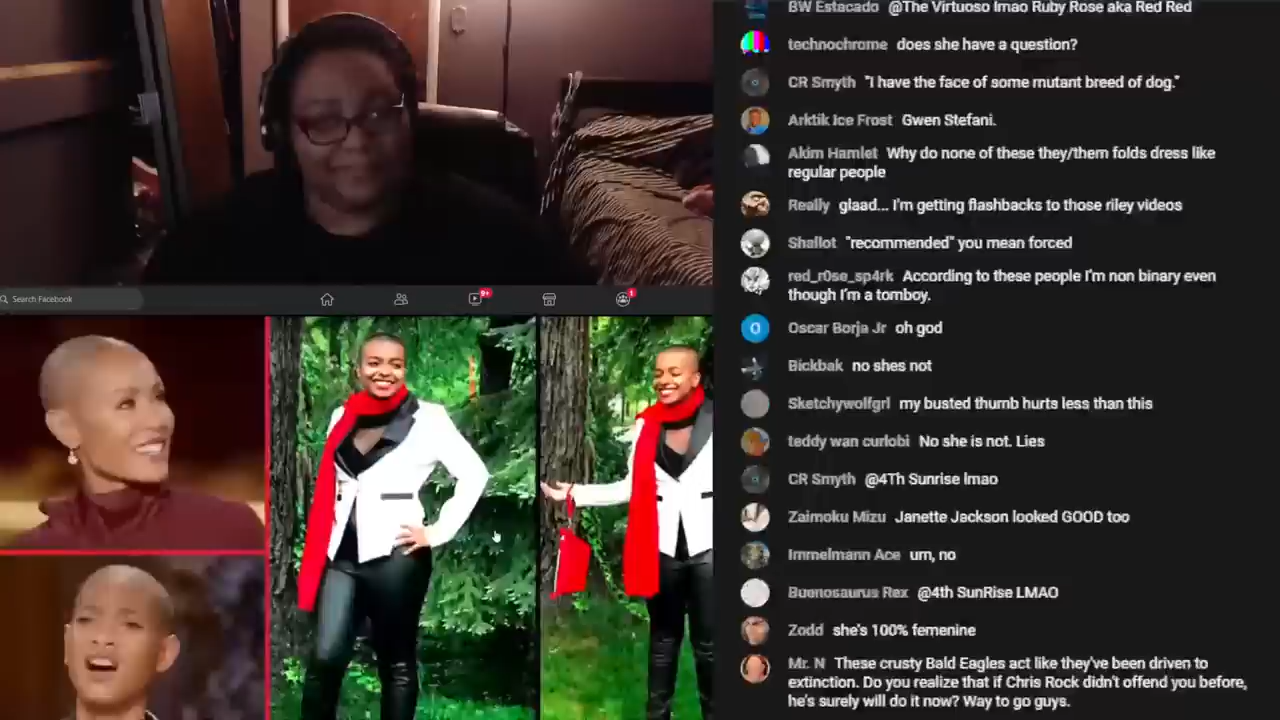 BW Estacado @The Virtuoso lmao Ruby Rose aka Red Red
technochrome does she have a question?
CR Smyth "I have the face of some mutant breed of dog."
Arktik Ice Frost Gwen Stefani.
Akim Hamlet Why do none of these they/them folds dress like
regular people
Really glaad... I'm getting flashbacks to those riley videos
Shallot "recommended" you mean forced
red_r0se_sp4rk According to these people I'm non binary even
though I'm a tomboy.
O
Oscar Borja Jr oh god
Bickbak no shes not
Sketchywolfgrl my busted thumb hurts less than this
teddy wan curlobi No she is not. Lies
CR Smyth @4Th Sunrise lmao
Zaimoku Mizu Janette Jackson looked GOOD too
Immelmann Ace um, no
Buenosaurus Rex @4th SunRise LMAO
Zodd she's 100% femenine
Mr. N These crusty Bald Eagles act like they've been driven to
extinction. Do you realize that if Chris Rock didn't offend you before,
he's surely will do it now? Way to go guys.
Search Facebook
9+
1